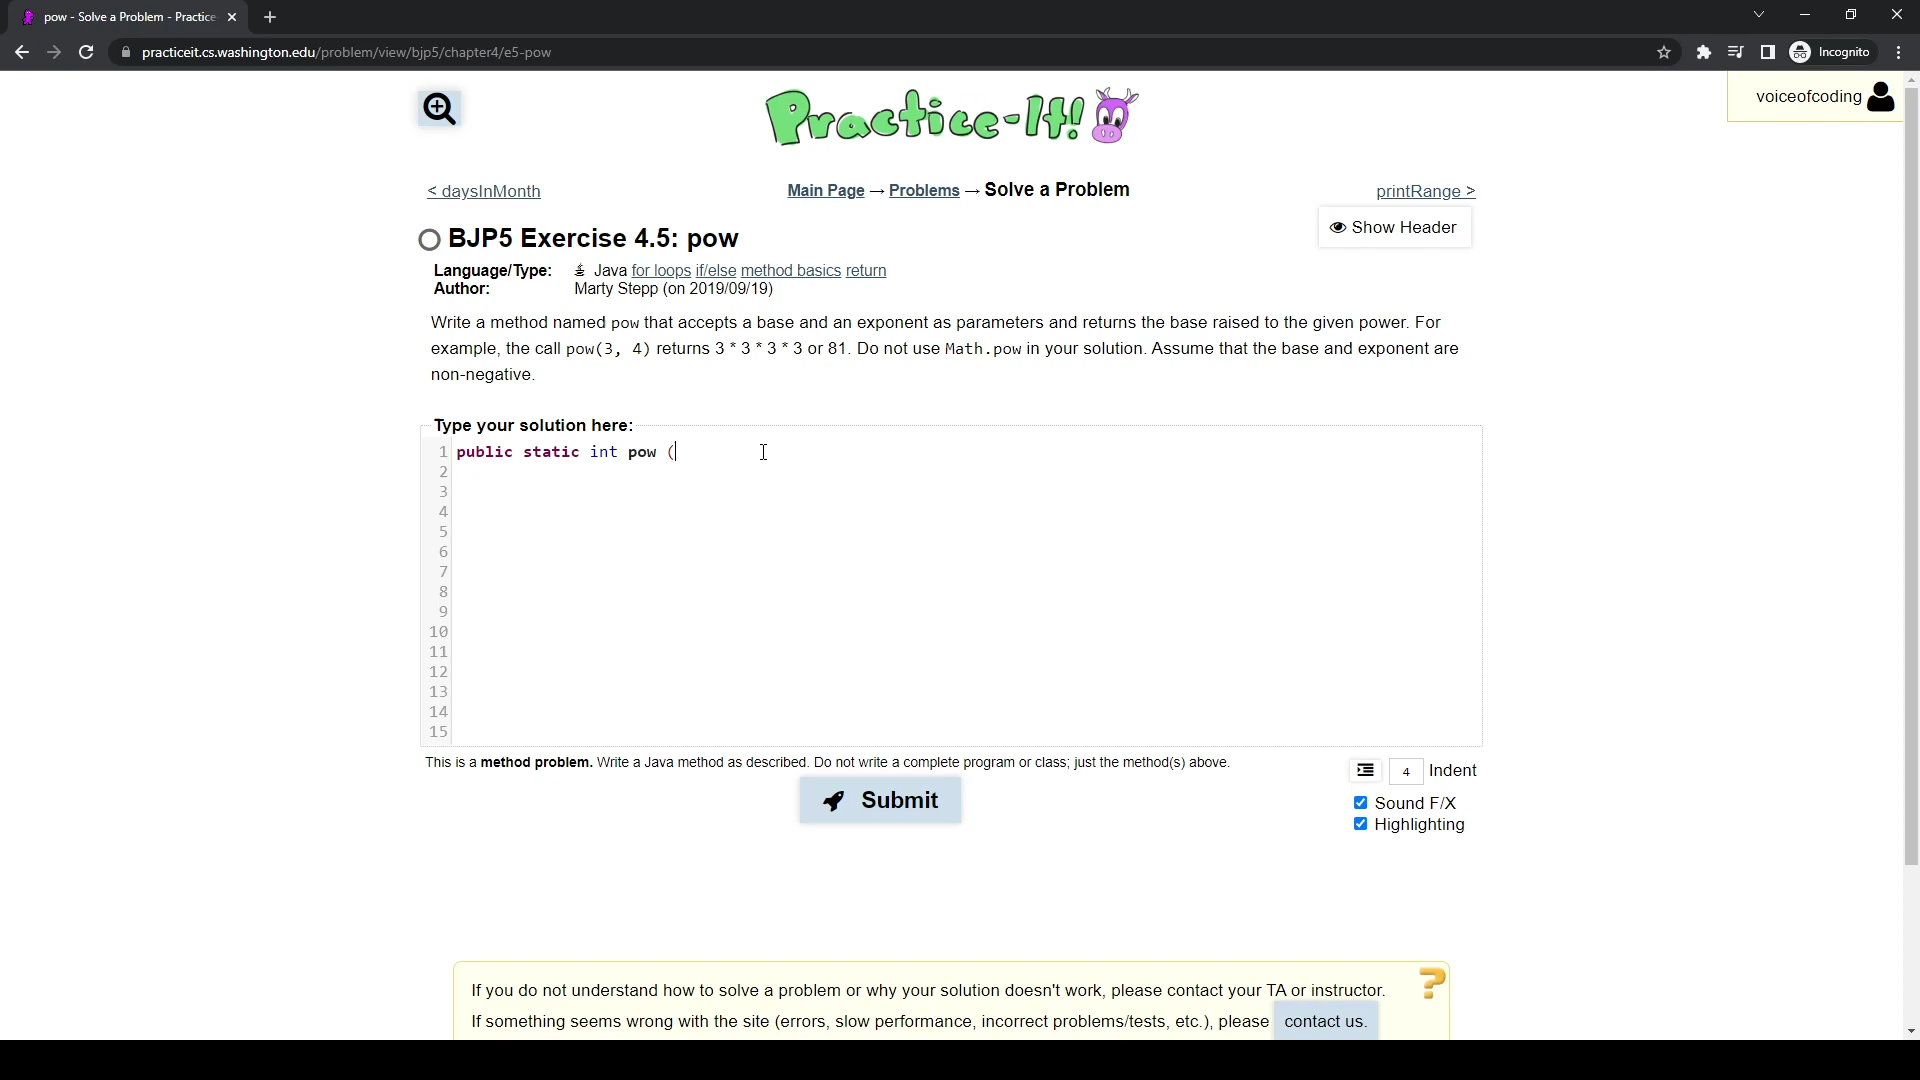 pow - Solve a Problem - Practice
practiceit.cs.washington.edu/problem/view/bjp5/chapter4/e5-pow
Incognito
Practice-It!
voiceofcoding
< daysInMonth
Main Page → Problems → Solve a Problem
printRange >
Show Header
BJP5 Exercise 4.5: pow
Language/Type: Java for loops if/else method basics return
Author: Marty Stepp (on 2019/09/19)
Write a method named pow that accepts a base and an exponent as parameters and returns the base raised to the given power. For
example, the call pow(3, 4) returns 3 * 3 * 3 * 3 or 81. Do not use Math.pow in your solution. Assume that the base and exponent are
non-negative.
Type your solution here:
1 public static int pow (
2
3
4
5
6
7
8
9
10
11
12
13
14
15
This is a method problem. Write a Java method as described. Do not write a complete program or class; just the method(s) above.
4 Indent
Submit
Sound F/X
Highlighting
?
If you do not understand how to solve a problem or why your solution doesn't work, please contact your TA or instructor.
If something seems wrong with the site (errors, slow performance, incorrect problems/tests, etc.), please contact us.